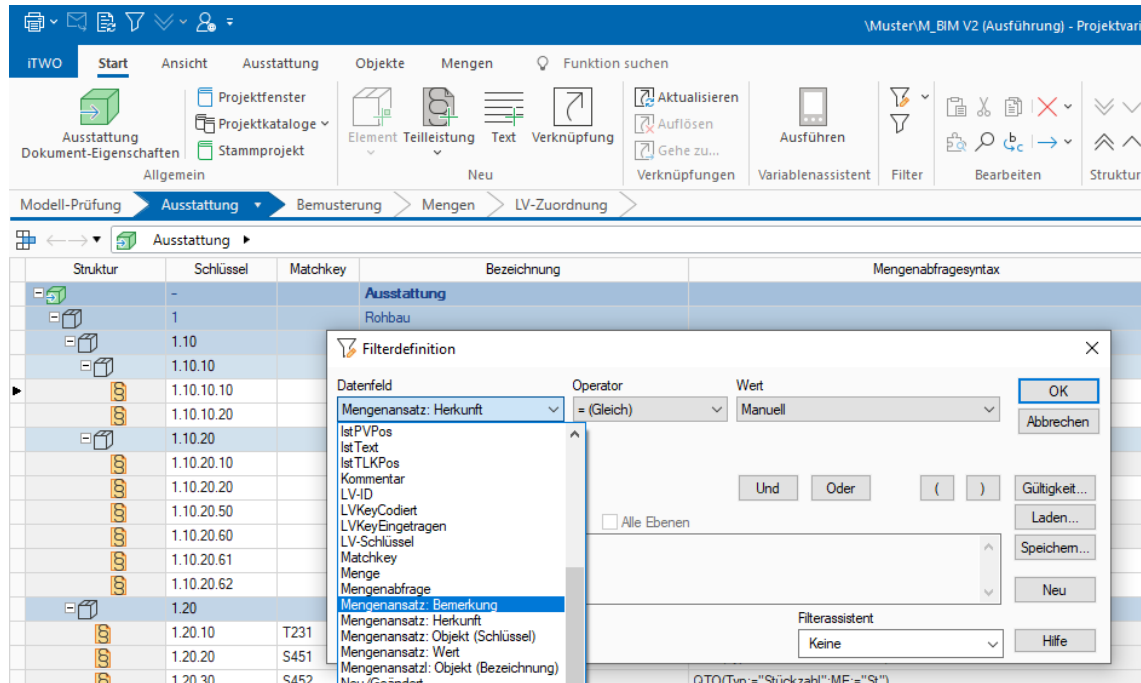 \Muster\M_BIM V2 (Ausführung) - Projektvari
iTWO Start Ansicht Ausstattung Objekte Mengen Funktion suchen
Ausstattung
Dokument-Eigenschaften
Projektfenster
Projektkataloge
Stammprojekt
Allgemein
Element Teilleistung Text Verknüpfung
Neu
Aktualisieren
Auflösen
Gehe zu...
Verknüpfungen
Ausführen
Variablenassistent
Filter
Bearbeiten
Struktur
Modell-Prüfung Ausstattung Bemusterung Mengen LV-Zuordnung
Ausstattung
Struktur Schlüssel Matchkey Bezeichnung Mengenabfragesyntax
- Ausstattung
1 Rohbau
1.10
1.10.10
1.10.10.10
1.10.10.20
1.10.20
1.10.20.10
1.10.20.20
1.10.20.50
1.10.20.60
1.10.20.61
1.10.20.62
1.20
1.20.10 T231
1.20.20 S451
1.20.30 S452 QTO(Typ:="Stückzahl";ME:="St")
Filterdefinition
Datenfeld Operator Wert
Mengenansatz: Herkunft = (Gleich) Manuell
OK
Abbrechen
IstPVPos
IstText
IstTLKPos
Kommentar
LV-ID
LVKeyCodiert
LVKeyEingetragen
LV-Schlüssel
Matchkey
Menge
Mengenabfrage
Mengenansatz: Bemerkung
Mengenansatz: Herkunft
Mengenansatz: Objekt (Schlüssel)
Mengenansatz: Wert
Mengenansatzl: Objekt (Bezeichnung)
Und Oder ( ) Gültigkeit...
Alle Ebenen
Laden...
Speichern...
Neu
Filterassistent
Keine
Hilfe